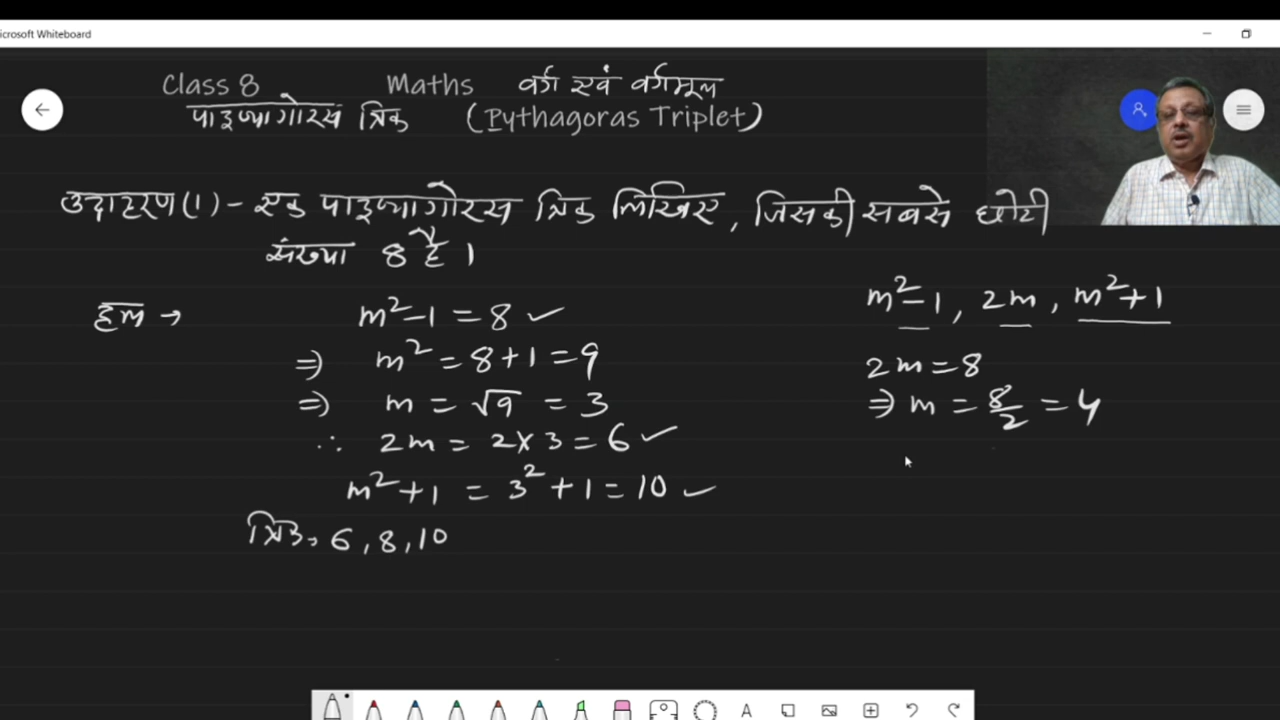 icrosoft Whiteboard
Class 8 Maths वर्ग एवं वर्गमूल
पाइथागोरस त्रिक (Pythagoras Triplet)
उदाहरण(1) - एक पाइथागोरस त्रिक लिखिए, जिसकी सबसे छोटी
संख्या 8 है।
हल → m²-1 = 8 ✓
⇒ m² = 8+1 = 9
⇒ m = √9 = 3
∴ 2m = 2×3 = 6 ✓
m²+1 = 3²+1 = 10 ✓
त्रिक = 6, 8, 10
m²-1, 2m, m²+1
2m = 8
⇒ m = 8/2 = 4
A